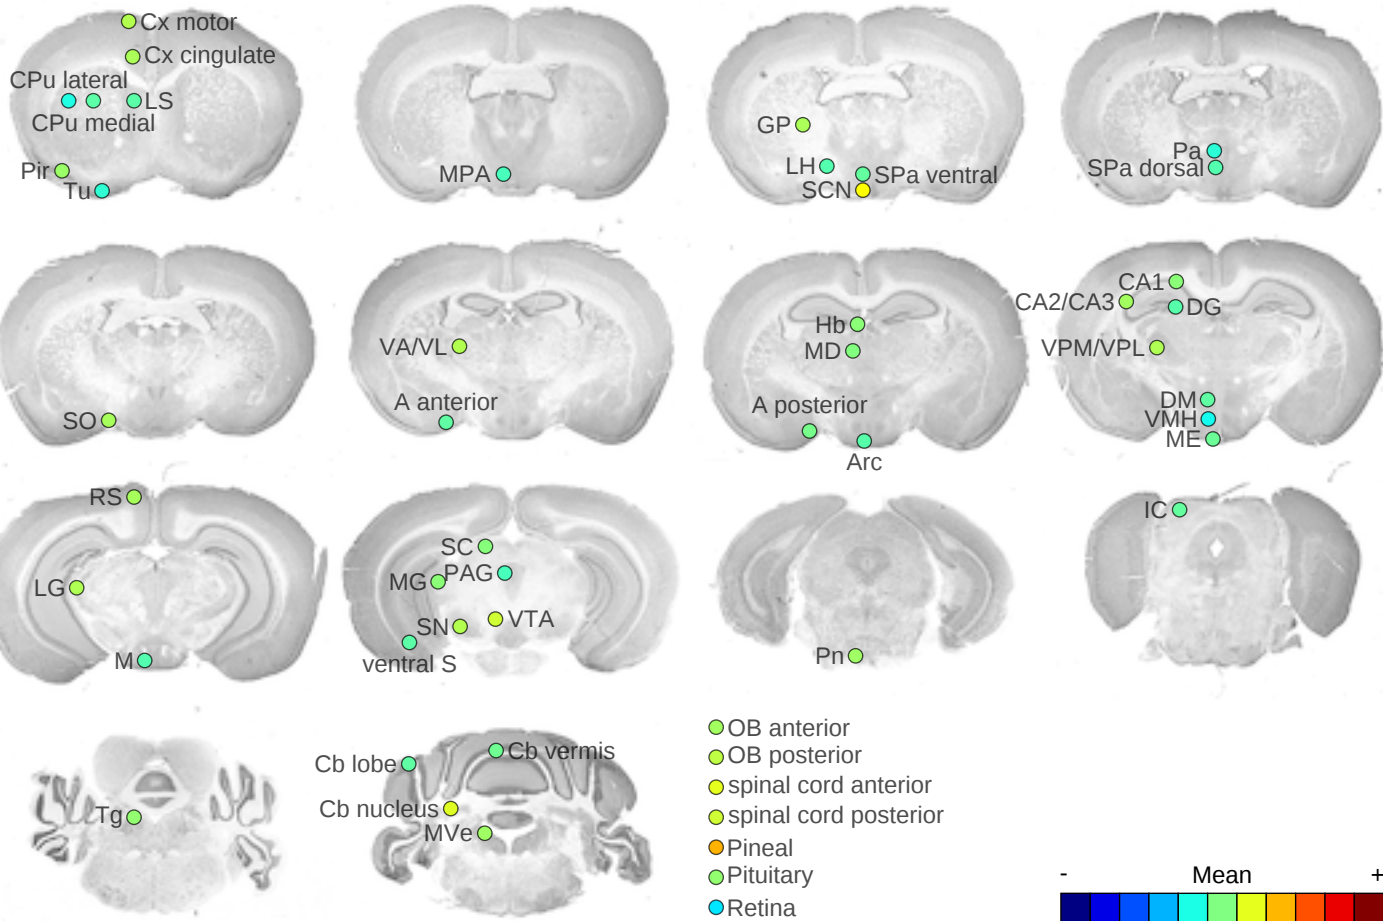 Cx motor
Cx cingulate
CPu lateral
LS
CPu medial
Pir
Tu
MPA
GP
LH
SPa ventral
SCN
Pa
SPa dorsal
SO
VA/VL
A anterior
Hb
MD
A posterior
Arc
CA1
CA2/CA3
DG
VPM/VPL
DM
VMH
ME
RS
LG
M
SC
PAG
MG
VTA
SN
ventral S
Pn
IC
Tg
Cb vermis
Cb lobe
Cb nucleus
MVe
OB anterior
OB posterior
spinal cord anterior
spinal cord posterior
Pineal
Pituitary
Retina
- Mean +